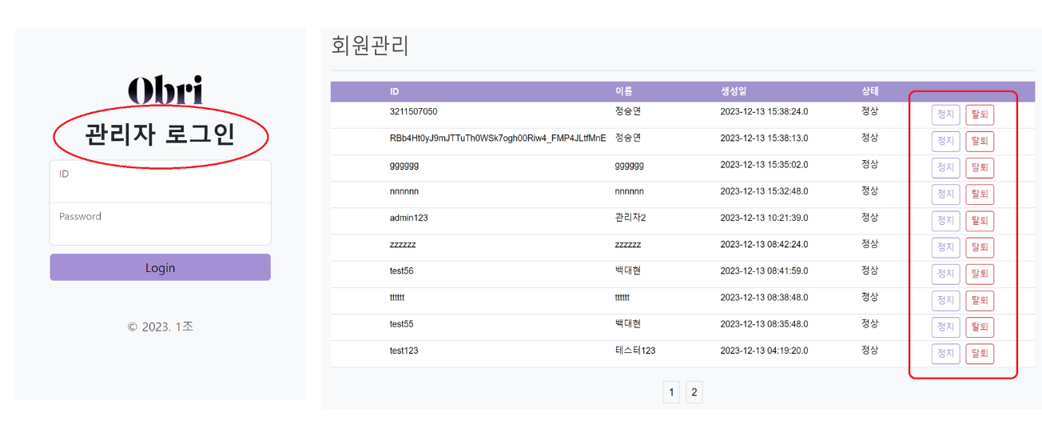 Obri
관리자 로그인
ID
Password
Login
© 2023. 1조
회원관리
ID 이름 생성일 상태
3211507050 정승연 2023-12-13 15:38:24.0 정상 정지 탈퇴
RBb4Ht0yJ9mJTTuTh0WSk7ogh00Riw4_FMP4JLtfMnE 정승연 2023-12-13 15:38:13.0 정상 정지 탈퇴
gggggg gggggg 2023-12-13 15:35:02.0 정상 정지 탈퇴
nnnnnn nnnnnn 2023-12-13 15:32:48.0 정상 정지 탈퇴
admin123 관리자2 2023-12-13 10:21:39.0 정상 정지 탈퇴
zzzzzz zzzzzz 2023-12-13 08:42:24.0 정상 정지 탈퇴
test56 백대현 2023-12-13 08:41:59.0 정상 정지 탈퇴
tttttt tttttt 2023-12-13 08:38:48.0 정상 정지 탈퇴
test55 백대현 2023-12-13 08:35:48.0 정상 정지 탈퇴
test123 테스터123 2023-12-13 04:19:20.0 정상 정지 탈퇴
1 2